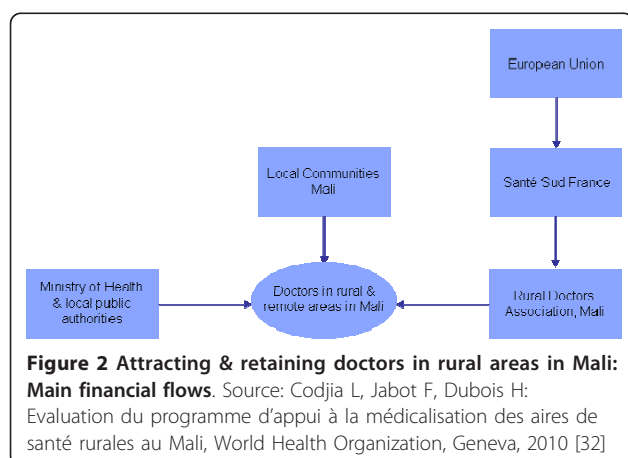 European Union
Local Communities
Mali
Santé Sud France
Ministry of Health
& local public
authorities
Doctors in rural &
remote areas in Mali
Rural Doctors
Association, Mali
Figure 2 Attracting & retaining doctors in rural areas in Mali:
Main financial flows. Source: Codjia L, Jabot F, Dubois H:
Evaluation du programme d'appui à la médicalisation des aires de
santé rurales au Mali, World Health Organization, Geneva, 2010 [32]